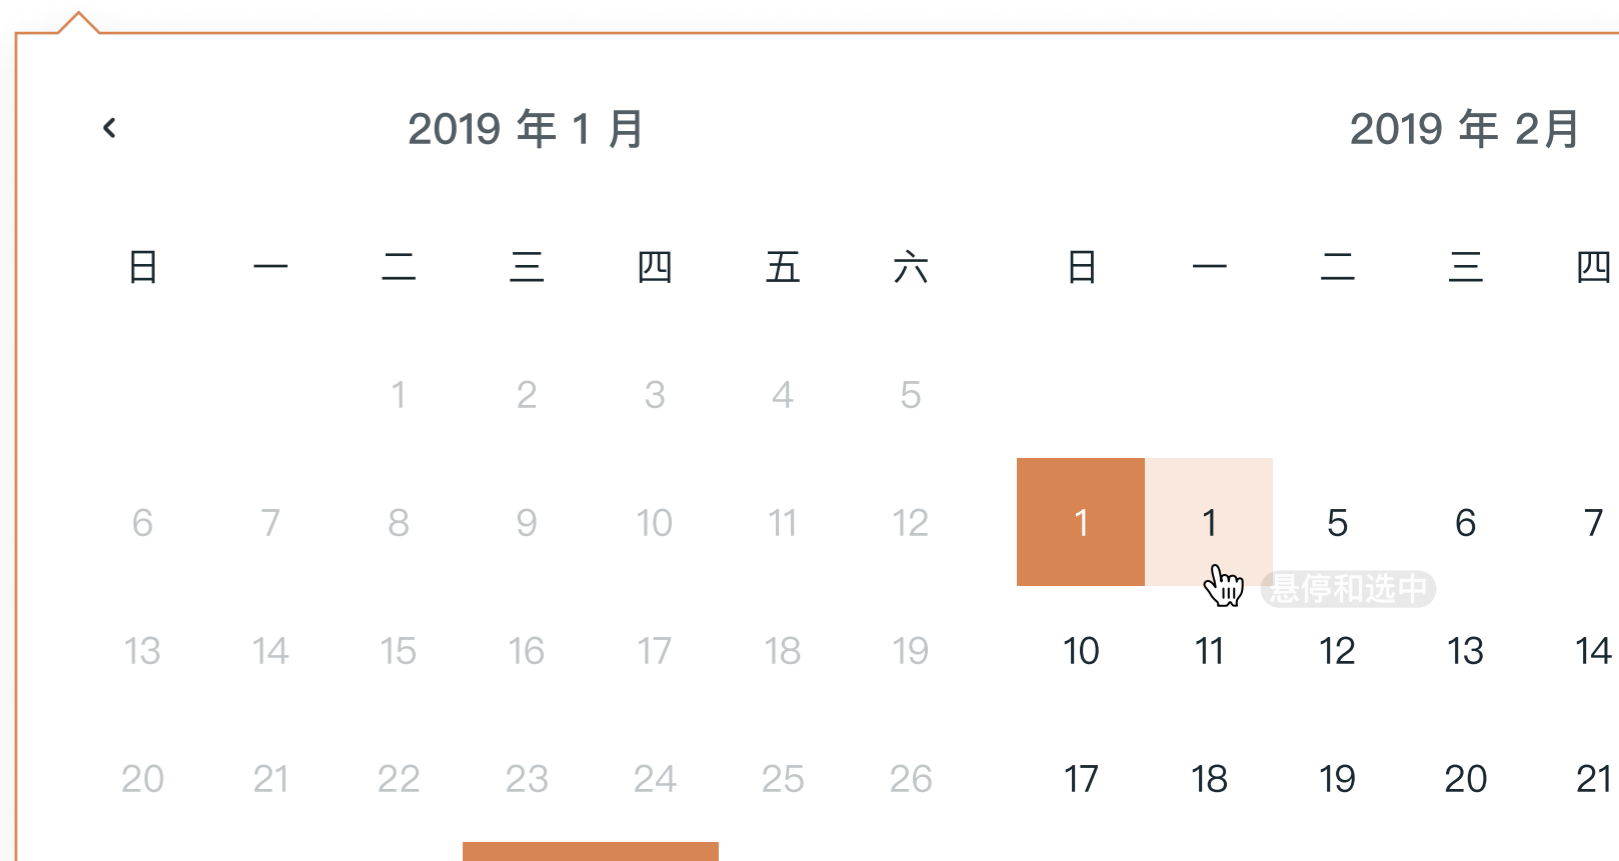 2019 年 1 月 2019 年 2月
日 一 二 三 四 五 六 日 一 二 三 四
1 2 3 4 5
6 7 8 9 10 11 12 1 1 5 6 7
悬停和选中
13 14 15 16 17 18 19 10 11 12 13 14
20 21 22 23 24 25 26 17 18 19 20 21